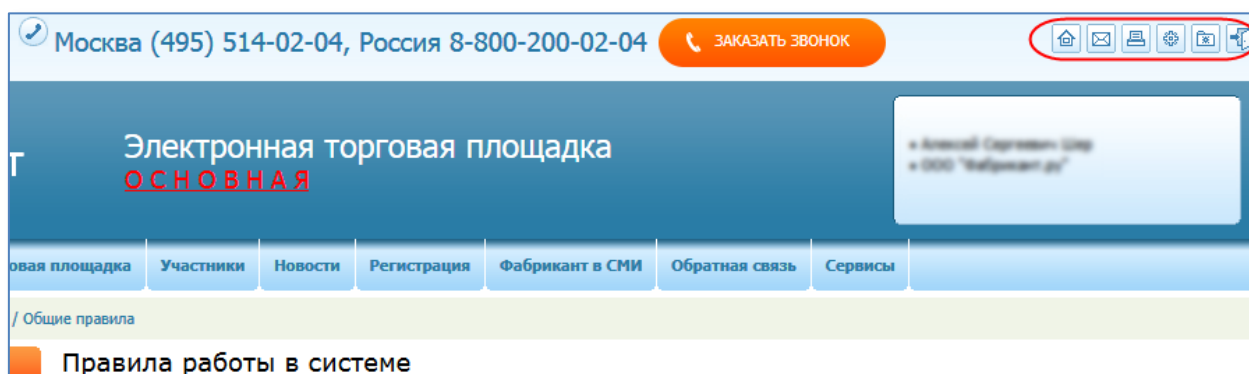 Москва (495) 514-02-04, Россия 8-800-200-02-04
ЗАКАЗАТЬ ЗВОНОК
т
Электронная торговая площадка
ОСНОВНАЯ
овая площадка Участники Новости Регистрация Фабрикант в СМИ Обратная связь Сервисы
/ Общие правила
Правила работы в системе